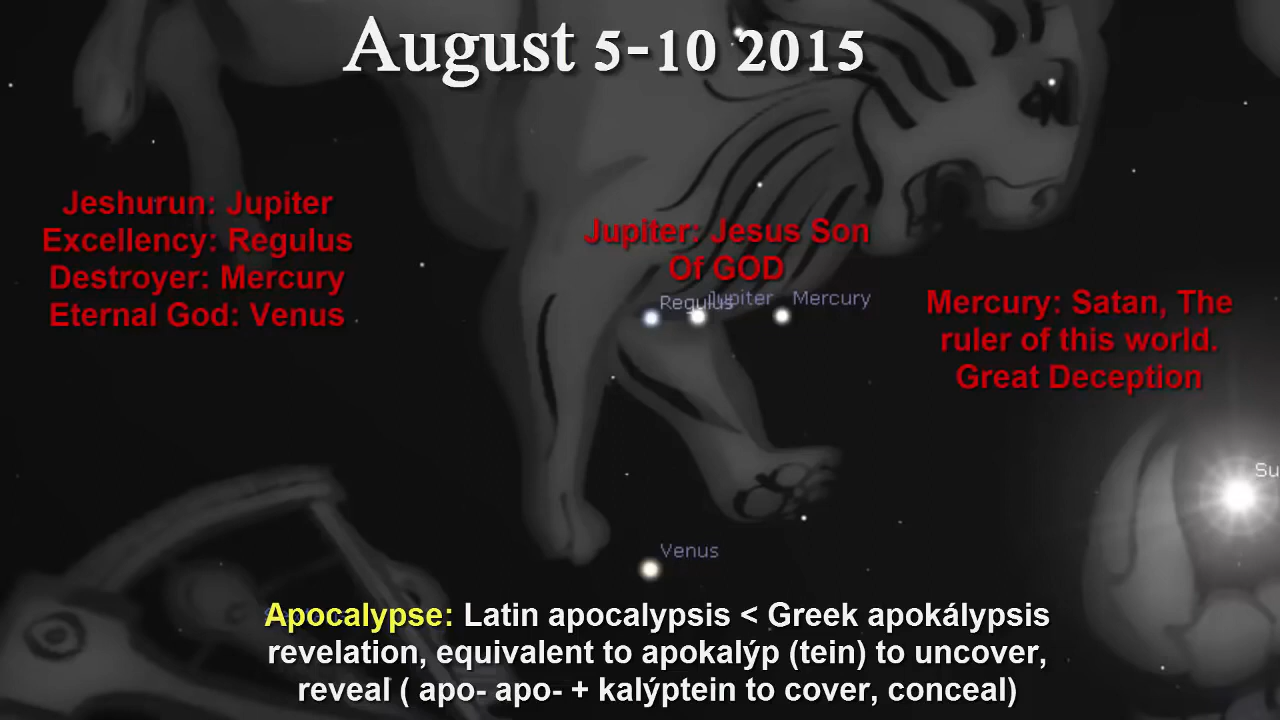 August 5-10 2015
Jeshurun: Jupiter
Excellency: Regulus
Destroyer: Mercury
Eternal God: Venus
Jupiter: Jesus Son
Of GOD
Regulus Jupiter Mercury
Mercury: Satan, The
ruler of this world.
Great Deception
Su
Venus
Apocalypse: Latin apocalypsis < Greek apokálypsis
revelation, equivalent to apokalýp (tein) to uncover,
reveal ( apo- apo- + kalýptein to cover, conceal)